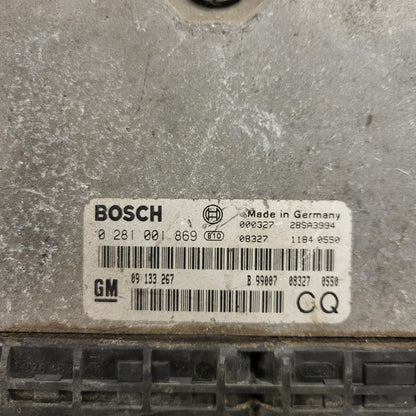 BOSCH Made in Germany
000327 28SA3994
0 281 001 869 810 08327 1184 0550
09 133 267 B 99007 08327 0550
GM CQ